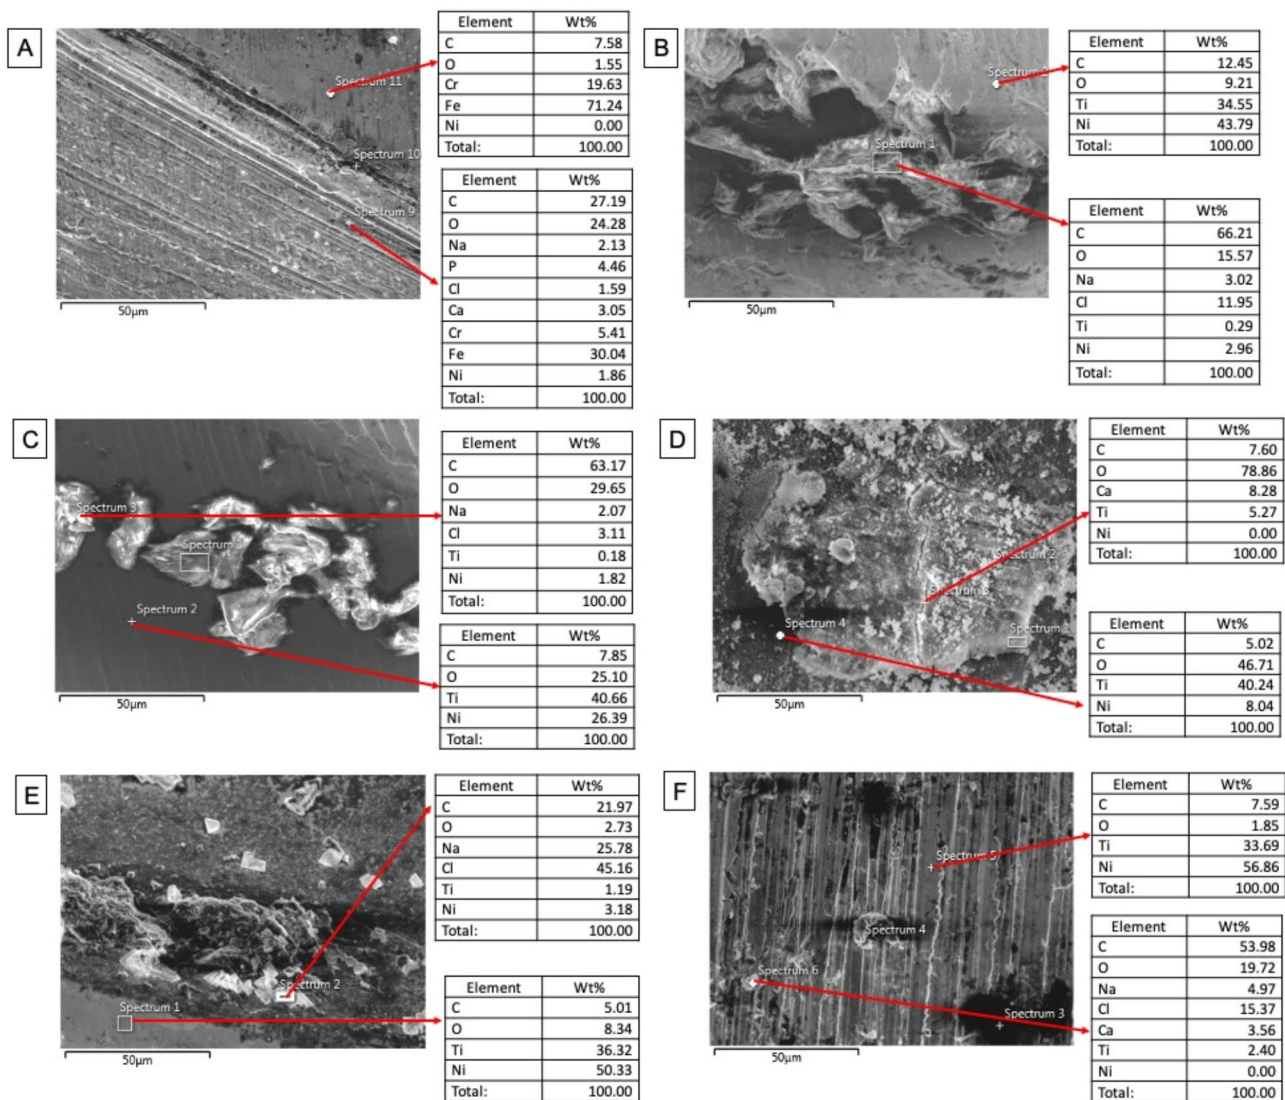 A
Spectrum 11
Spectrum 10
Spectrum 9
50µm
Element Wt%
C 7.58
O 1.55
Cr 19.63
Fe 71.24
Ni 0.00
Total: 100.00
Element Wt%
C 27.19
O 24.28
Na 2.13
P 4.46
Cl 1.59
Ca 3.05
Cr 5.41
Fe 30.04
Ni 1.86
Total: 100.00
B
Spectrum
Spectrum 1
50µm
Element Wt%
C 12.45
O 9.21
Ti 34.55
Ni 43.79
Total: 100.00
Element Wt%
C 66.21
O 15.57
Na 3.02
Cl 11.95
Ti 0.29
Ni 2.96
Total: 100.00
C
Spectrum 3
Spectrum
Spectrum 2
50µm
Element Wt%
C 63.17
O 29.65
Na 2.07
Cl 3.11
Ti 0.18
Ni 1.82
Total: 100.00
Element Wt%
C 7.85
O 25.10
Ti 40.66
Ni 26.39
Total: 100.00
D
Spectrum 2
Spectrum 3
Spectrum 4
Spectrum 1
50µm
Element Wt%
C 7.60
O 78.86
Ca 8.28
Ti 5.27
Ni 0.00
Total: 100.00
Element Wt%
C 5.02
O 46.71
Ti 40.24
Ni 8.04
Total: 100.00
E
Spectrum 2
Spectrum 1
50µm
Element Wt%
C 21.97
O 2.73
Na 25.78
Cl 45.16
Ti 1.19
Ni 3.18
Total: 100.00
Element Wt%
C 5.01
O 8.34
Ti 36.32
Ni 50.33
Total: 100.00
F
Spectrum 5
Spectrum 4
Spectrum 6
Spectrum 3
50µm
Element Wt%
C 7.59
O 1.85
Ti 33.69
Ni 56.86
Total: 100.00
Element Wt%
C 53.98
O 19.72
Na 4.97
Cl 15.37
Ca 3.56
Ti 2.40
Ni 0.00
Total: 100.00